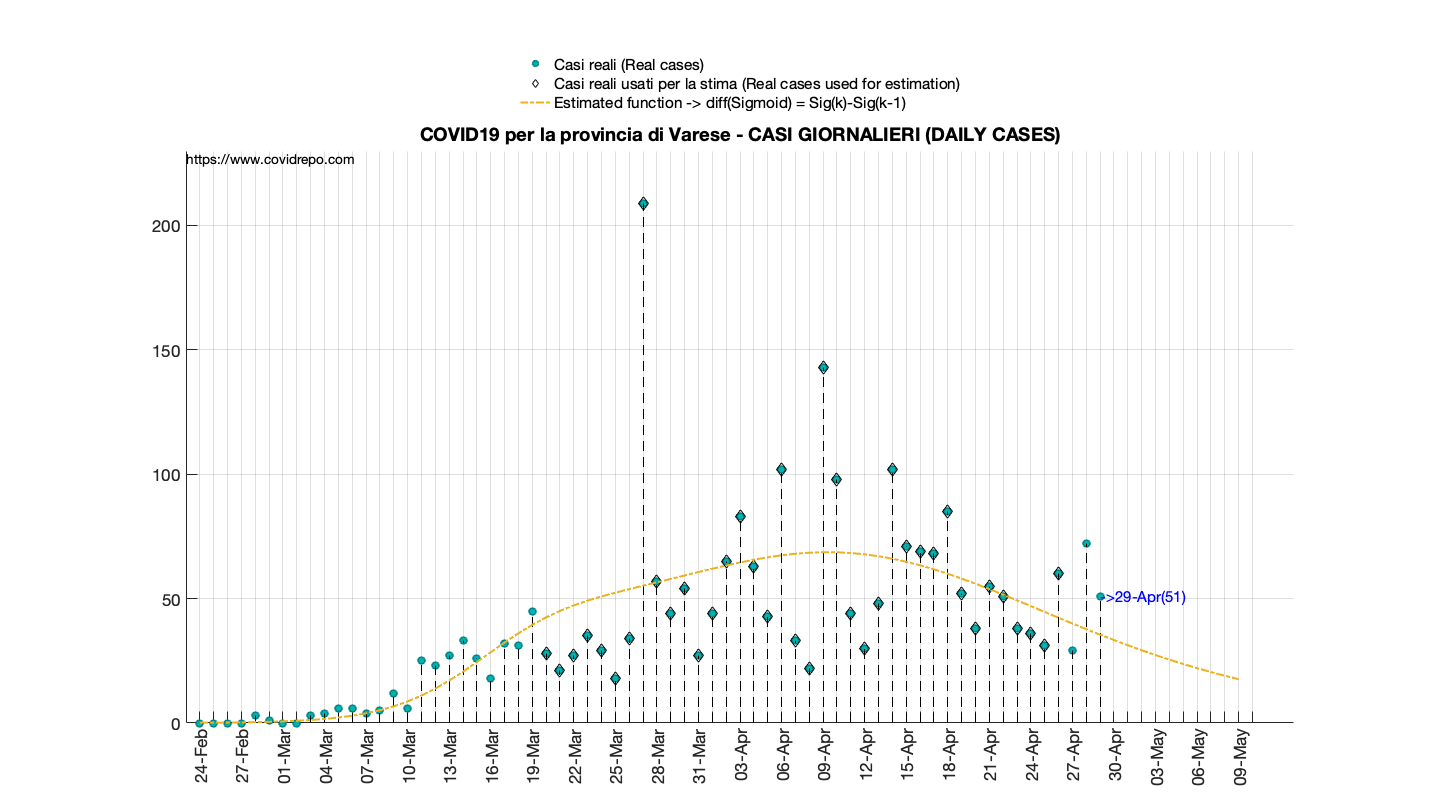 Casi reali (Real cases)
Casi reali usati per la stima (Real cases used for estimation)
Estimated function -> diff(Sigmoid) = Sig(k)-Sig(k-1)
COVID19 per la provincia di Varese - CASI GIORNALIERI (DAILY CASES)
https://www.covidrepo.com
200
150
100
50
0
->29-Apr(51)
24-Feb
27-Feb
01-Mar
04-Mar
07-Mar
10-Mar
13-Mar
16-Mar
19-Mar
22-Mar
25-Mar
28-Mar
31-Mar
03-Apr
06-Apr
09-Apr
12-Apr
15-Apr
18-Apr
21-Apr
24-Apr
27-Apr
30-Apr
03-May
06-May
09-May